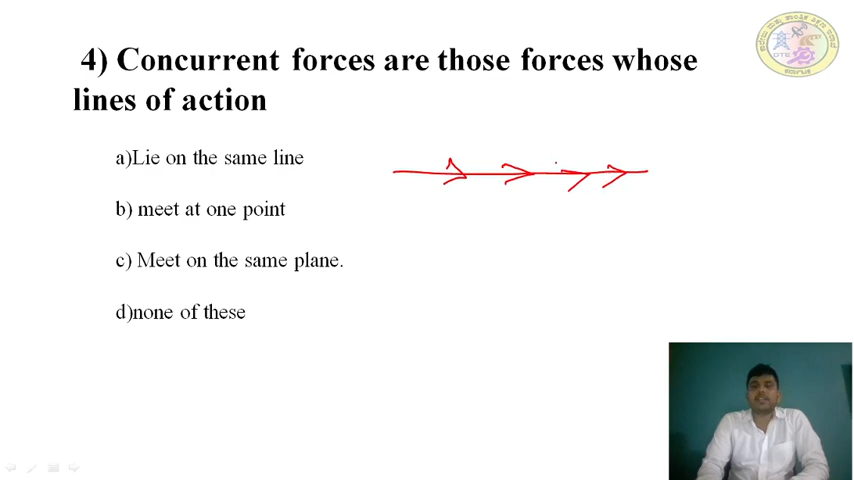 4) Concurrent forces are those forces whose
lines of action
a)Lie on the same line
b) meet at one point
c) Meet on the same plane.
d)none of these
DTE